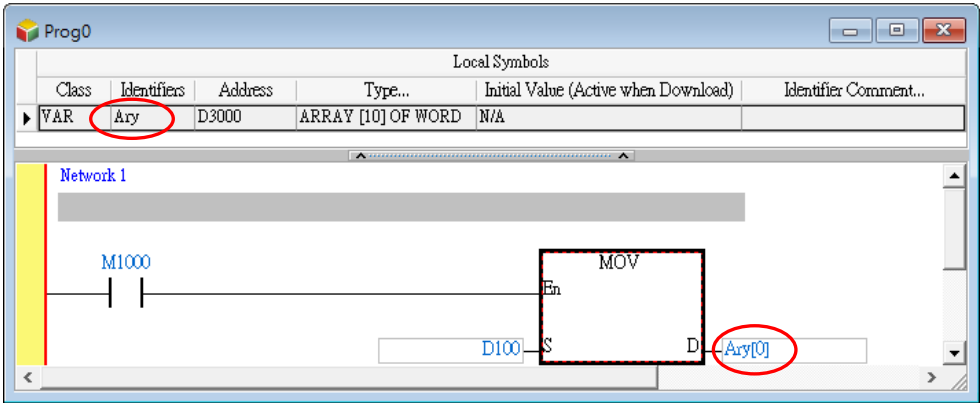 Prog0
Local Symbols
Class Identifiers Address Type... Initial Value (Active when Download) Identifier Comment...
VAR Ary D3000 ARRAY [10] OF WORD N/A
Network 1
M1000
MOV
En
D100 S D Ary[0]